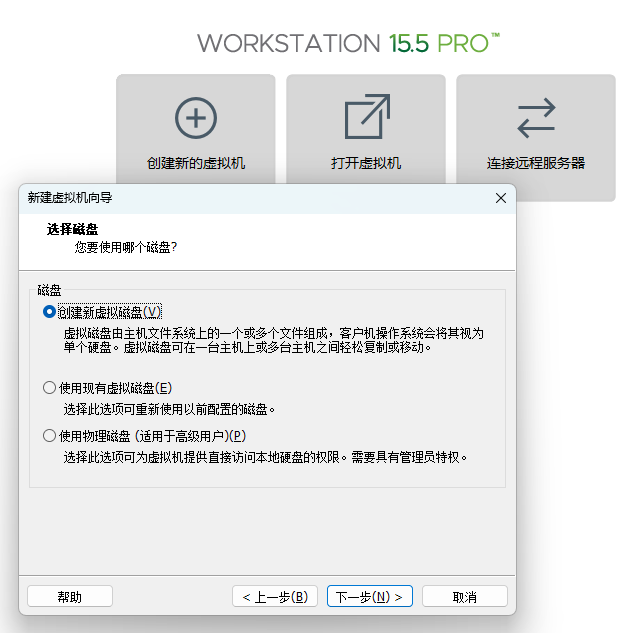 WORKSTATION 15.5 PRO™
创建新的虚拟机
打开虚拟机
连接远程服务器
新建虚拟机向导
选择磁盘
您要使用哪个磁盘?
磁盘
创建新虚拟磁盘(V)
虚拟磁盘由主机文件系统上的一个或多个文件组成，客户机操作系统会将其视为
单个硬盘。虚拟磁盘可在一台主机上或多台主机之间轻松复制或移动。
使用现有虚拟磁盘(E)
选择此选项可重新使用以前配置的磁盘。
使用物理磁盘 (适用于高级用户)(P)
选择此选项可为虚拟机提供直接访问本地硬盘的权限。需要具有管理员特权。
帮助
< 上一步(B)
下一步(N) >
取消